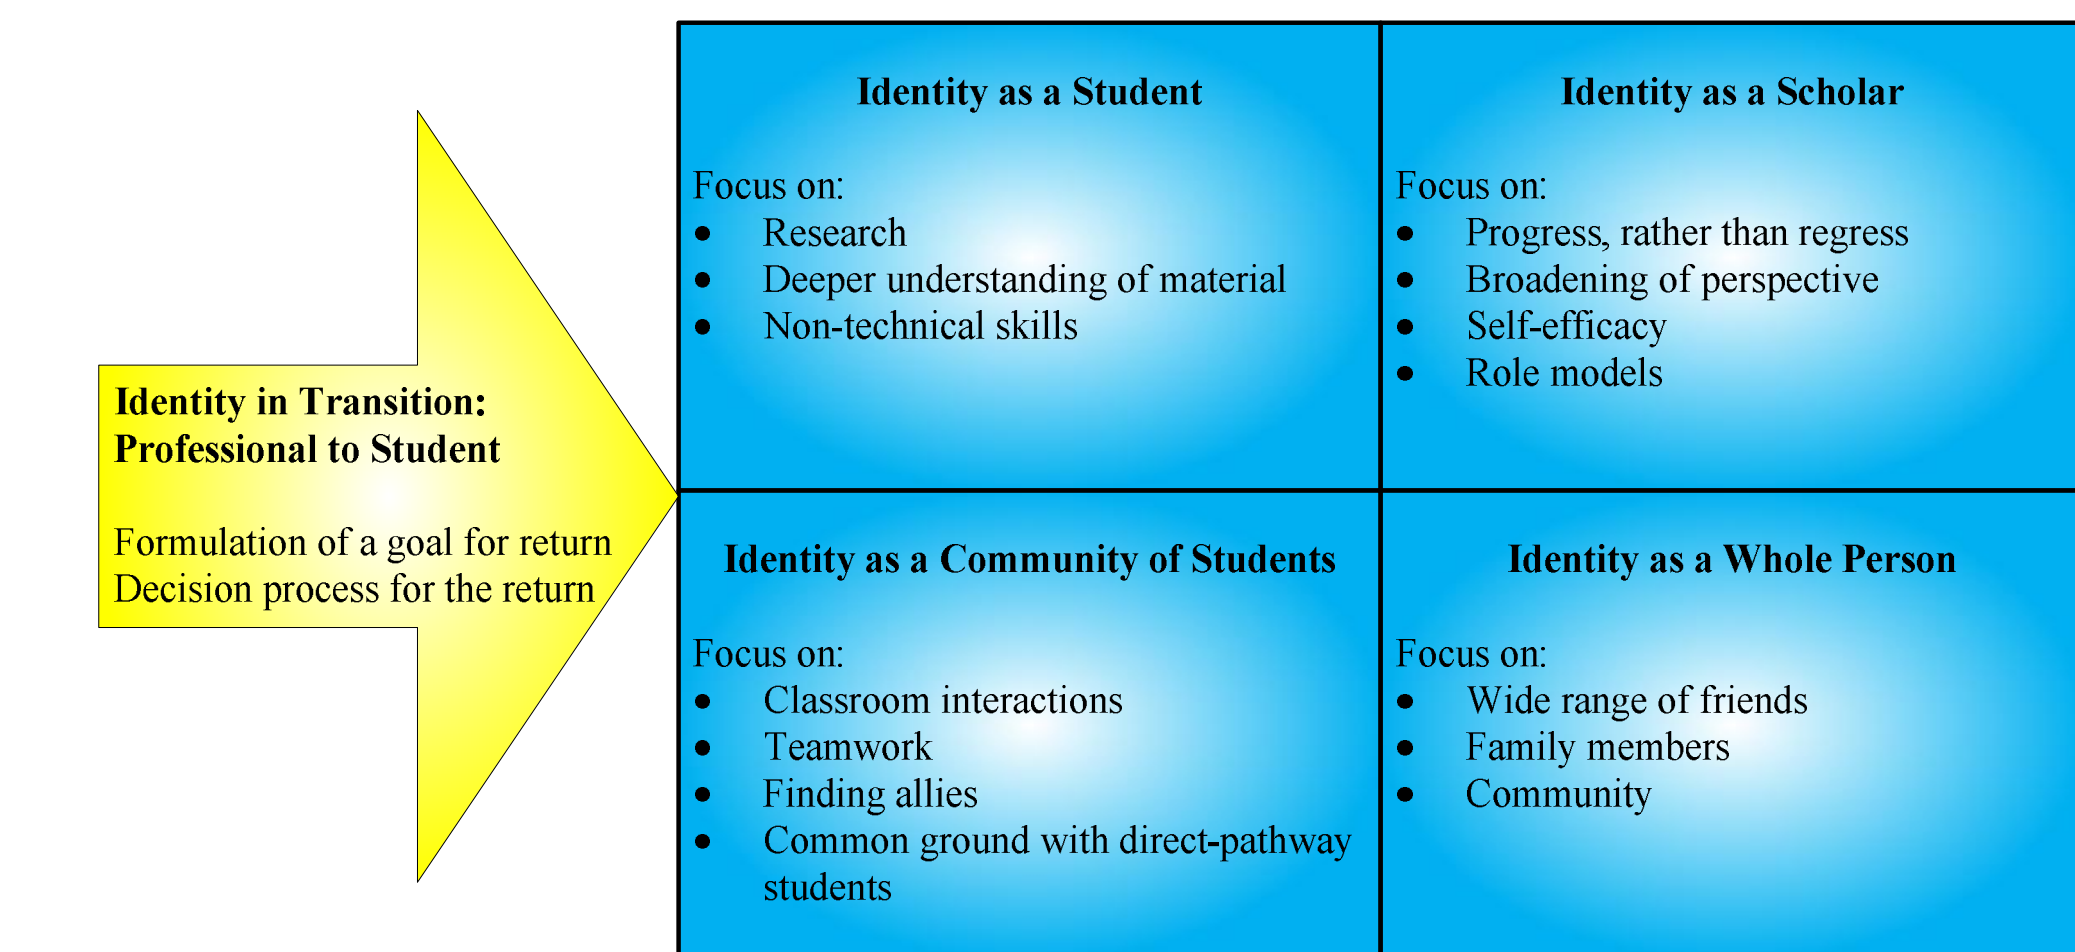 Identity in Transition:
Professional to Student
Formulation of a goal for return
Decision process for the return
Identity as a Student
Focus on:
• Research
• Deeper understanding of material
• Non-technical skills
Identity as a Scholar
Focus on:
• Progress, rather than regress
• Broadening of perspective
• Self-efficacy
• Role models
Identity as a Community of Students
Focus on:
• Classroom interactions
• Teamwork
• Finding allies
• Common ground with direct-pathway
students
Identity as a Whole Person
Focus on:
• Wide range of friends
• Family members
• Community